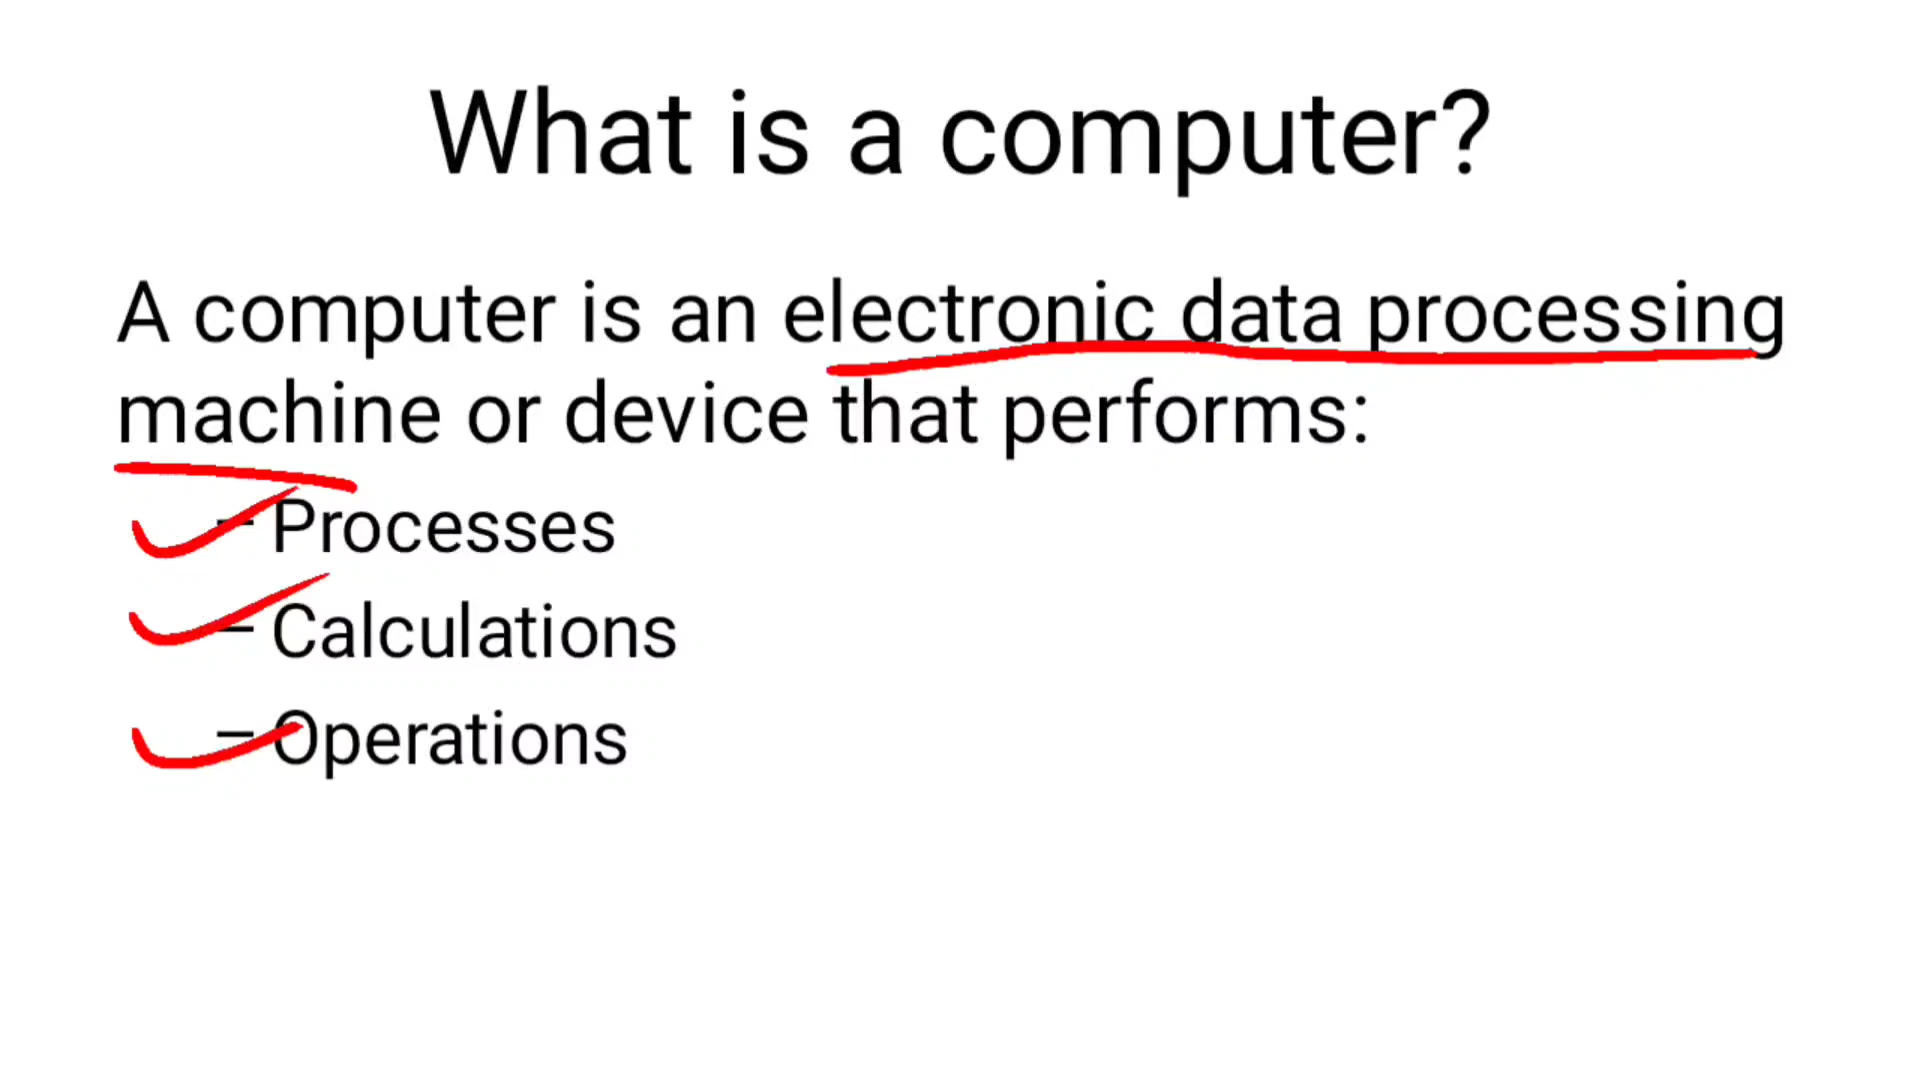 What is a computer?
A computer is an electronic data processing
machine or device that performs:
– Processes
– Calculations
– Operations